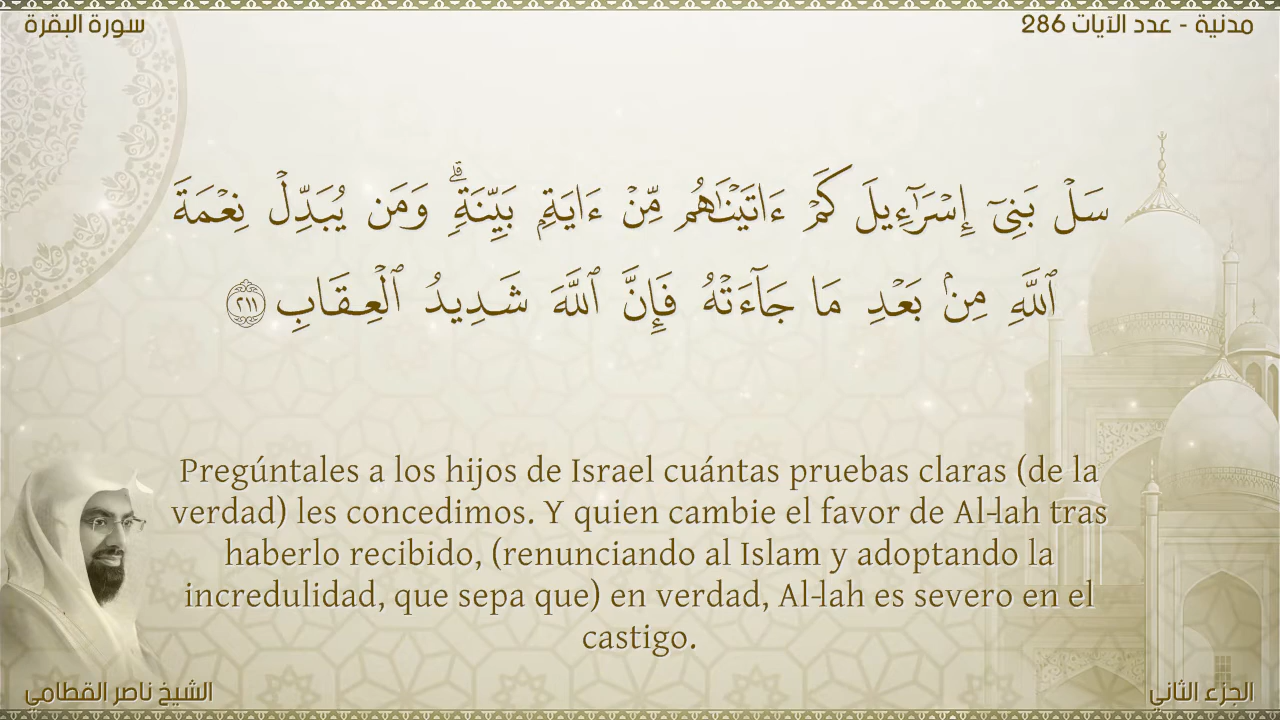 سورة البقرة
مدنية - عدد الآيات 286
سَلۡ بَنِيٓ إِسۡرَٰٓءِيلَ كَمۡ ءَاتَيۡنَٰهُم مِّنۡ ءَايَةِۭ بَيِّنَةٖۗ وَمَن يُبَدِّلۡ نِعۡمَةَ
ٱللَّهِ مِنۢ بَعۡدِ مَا جَآءَتۡهُ فَإِنَّ ٱللَّهَ شَدِيدُ ٱلۡعِقَابِ ٢١١
Pregúntales a los hijos de Israel cuántas pruebas claras (de la
verdad) les concedimos. Y quien cambie el favor de Al-lah tras
haberlo recibido, (renunciando al Islam y adoptando la
incredulidad, que sepa que) en verdad, Al-lah es severo en el
castigo.
الشيخ ناصر القطامي
الجزء الثاني